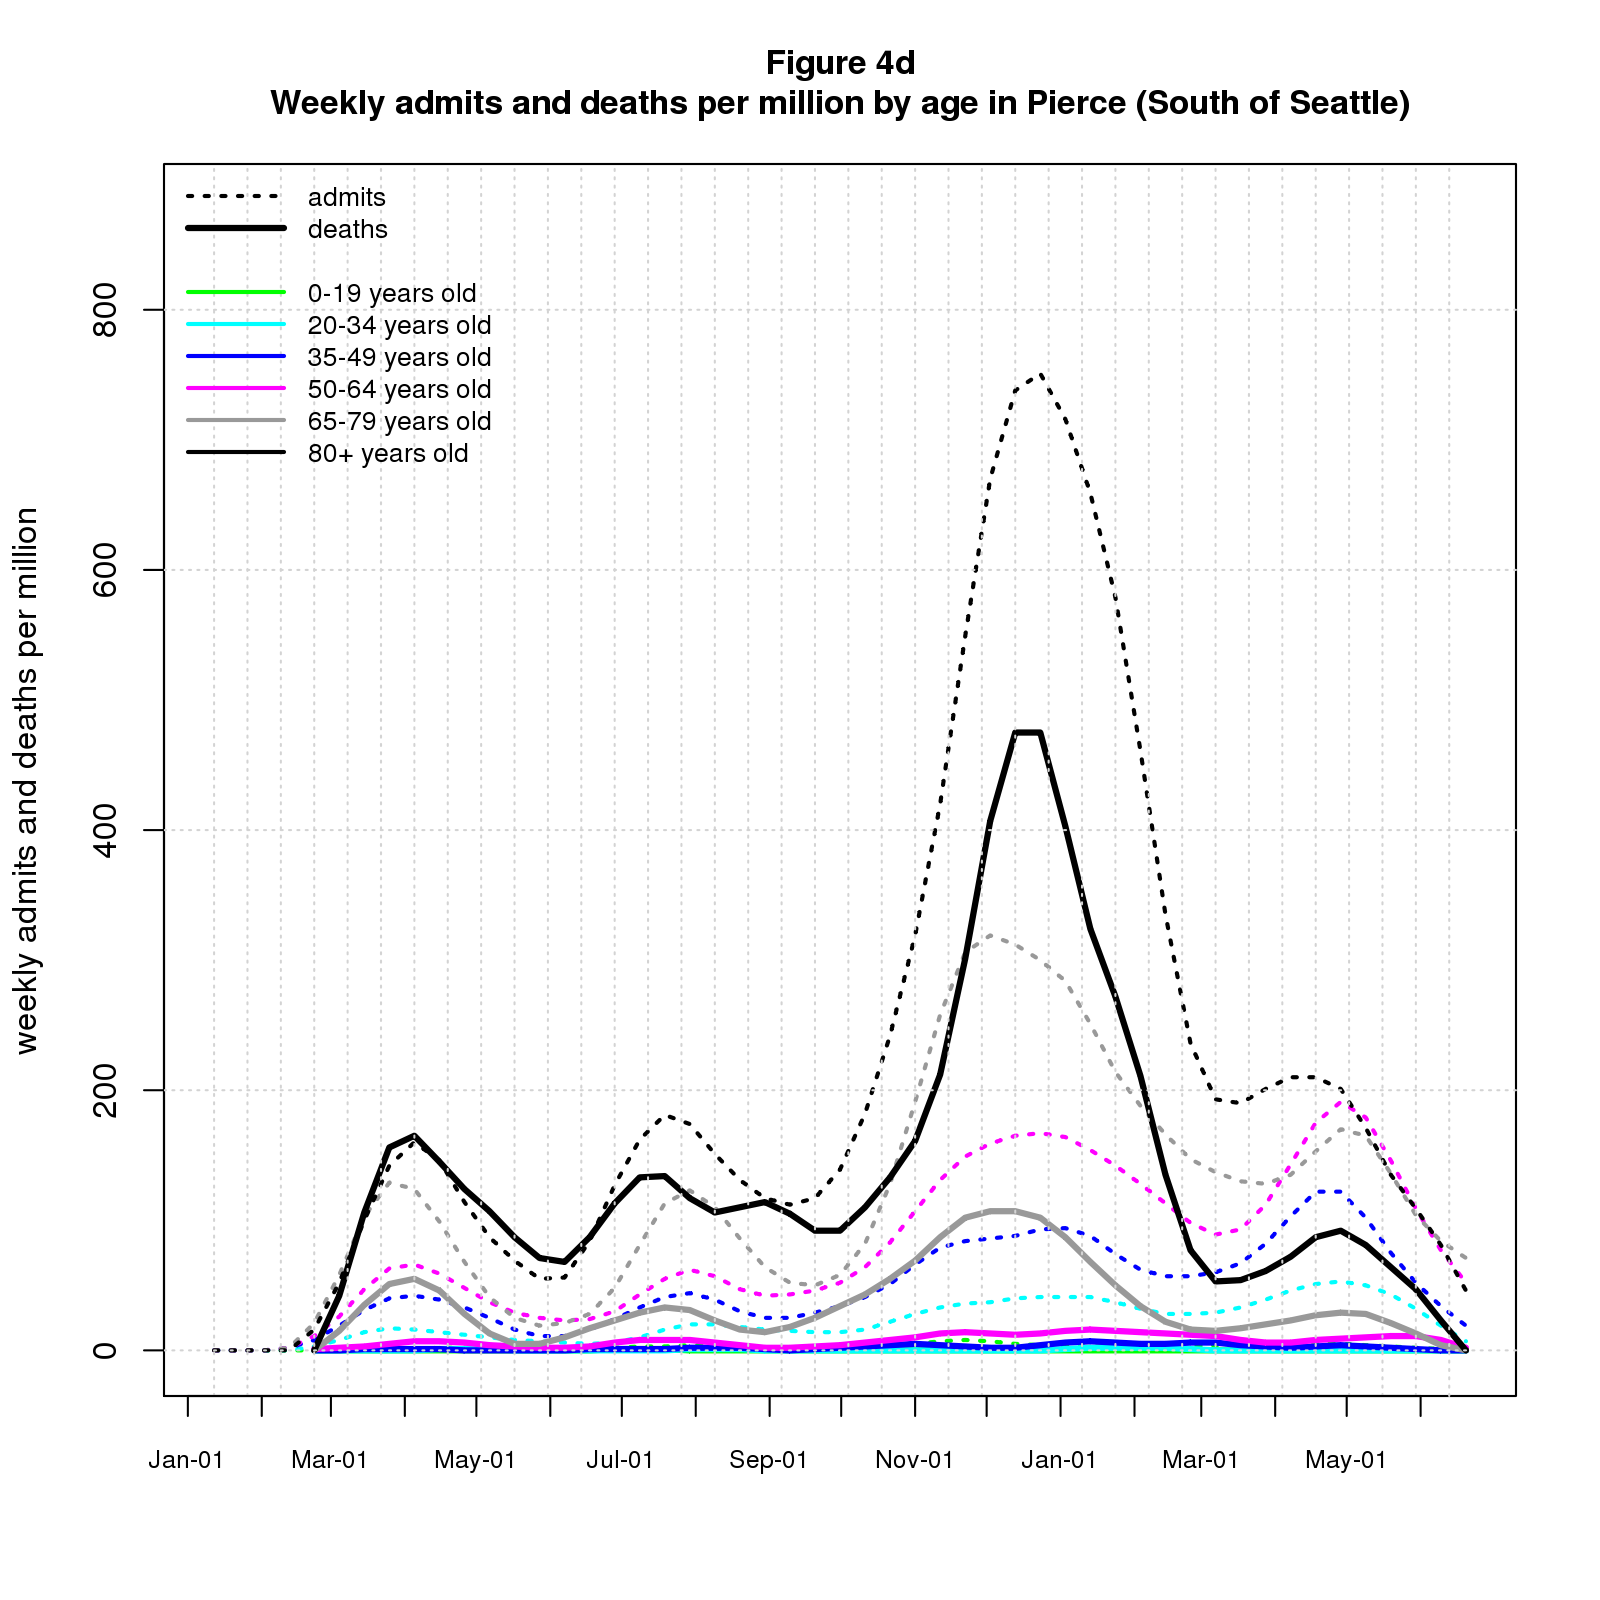 Figure 4d
Weekly admits and deaths per million by age in Pierce (South of Seattle)
admits
deaths
0-19 years old
20-34 years old
35-49 years old
50-64 years old
65-79 years old
80+ years old
weekly admits and deaths per million
800
600
400
200
0
Jan-01 Mar-01 May-01 Jul-01 Sep-01 Nov-01 Jan-01 Mar-01 May-01